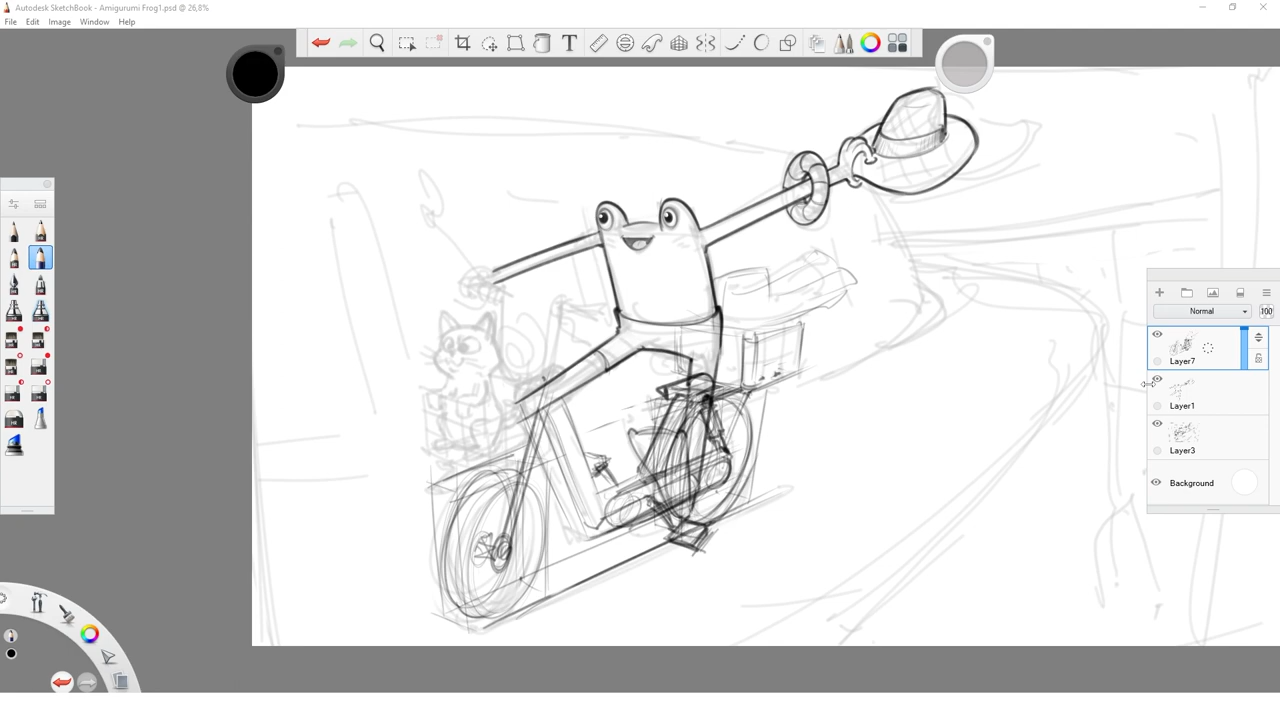 Autodesk SketchBook - Amigurumi Frog1.psd @ 26,8%
File Edit Image Window Help
T
Normal
100
Layer7
Layer1
Layer3
Background